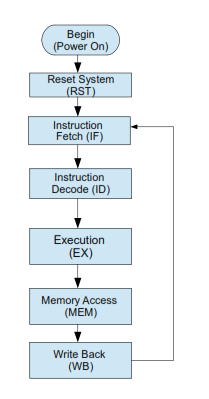 Begin
(Power On)
Reset System
(RST)
Instruction
Fetch (IF)
Instruction
Decode (ID)
Execution
(EX)
Memory Access
(MEM)
Write Back
(WB)